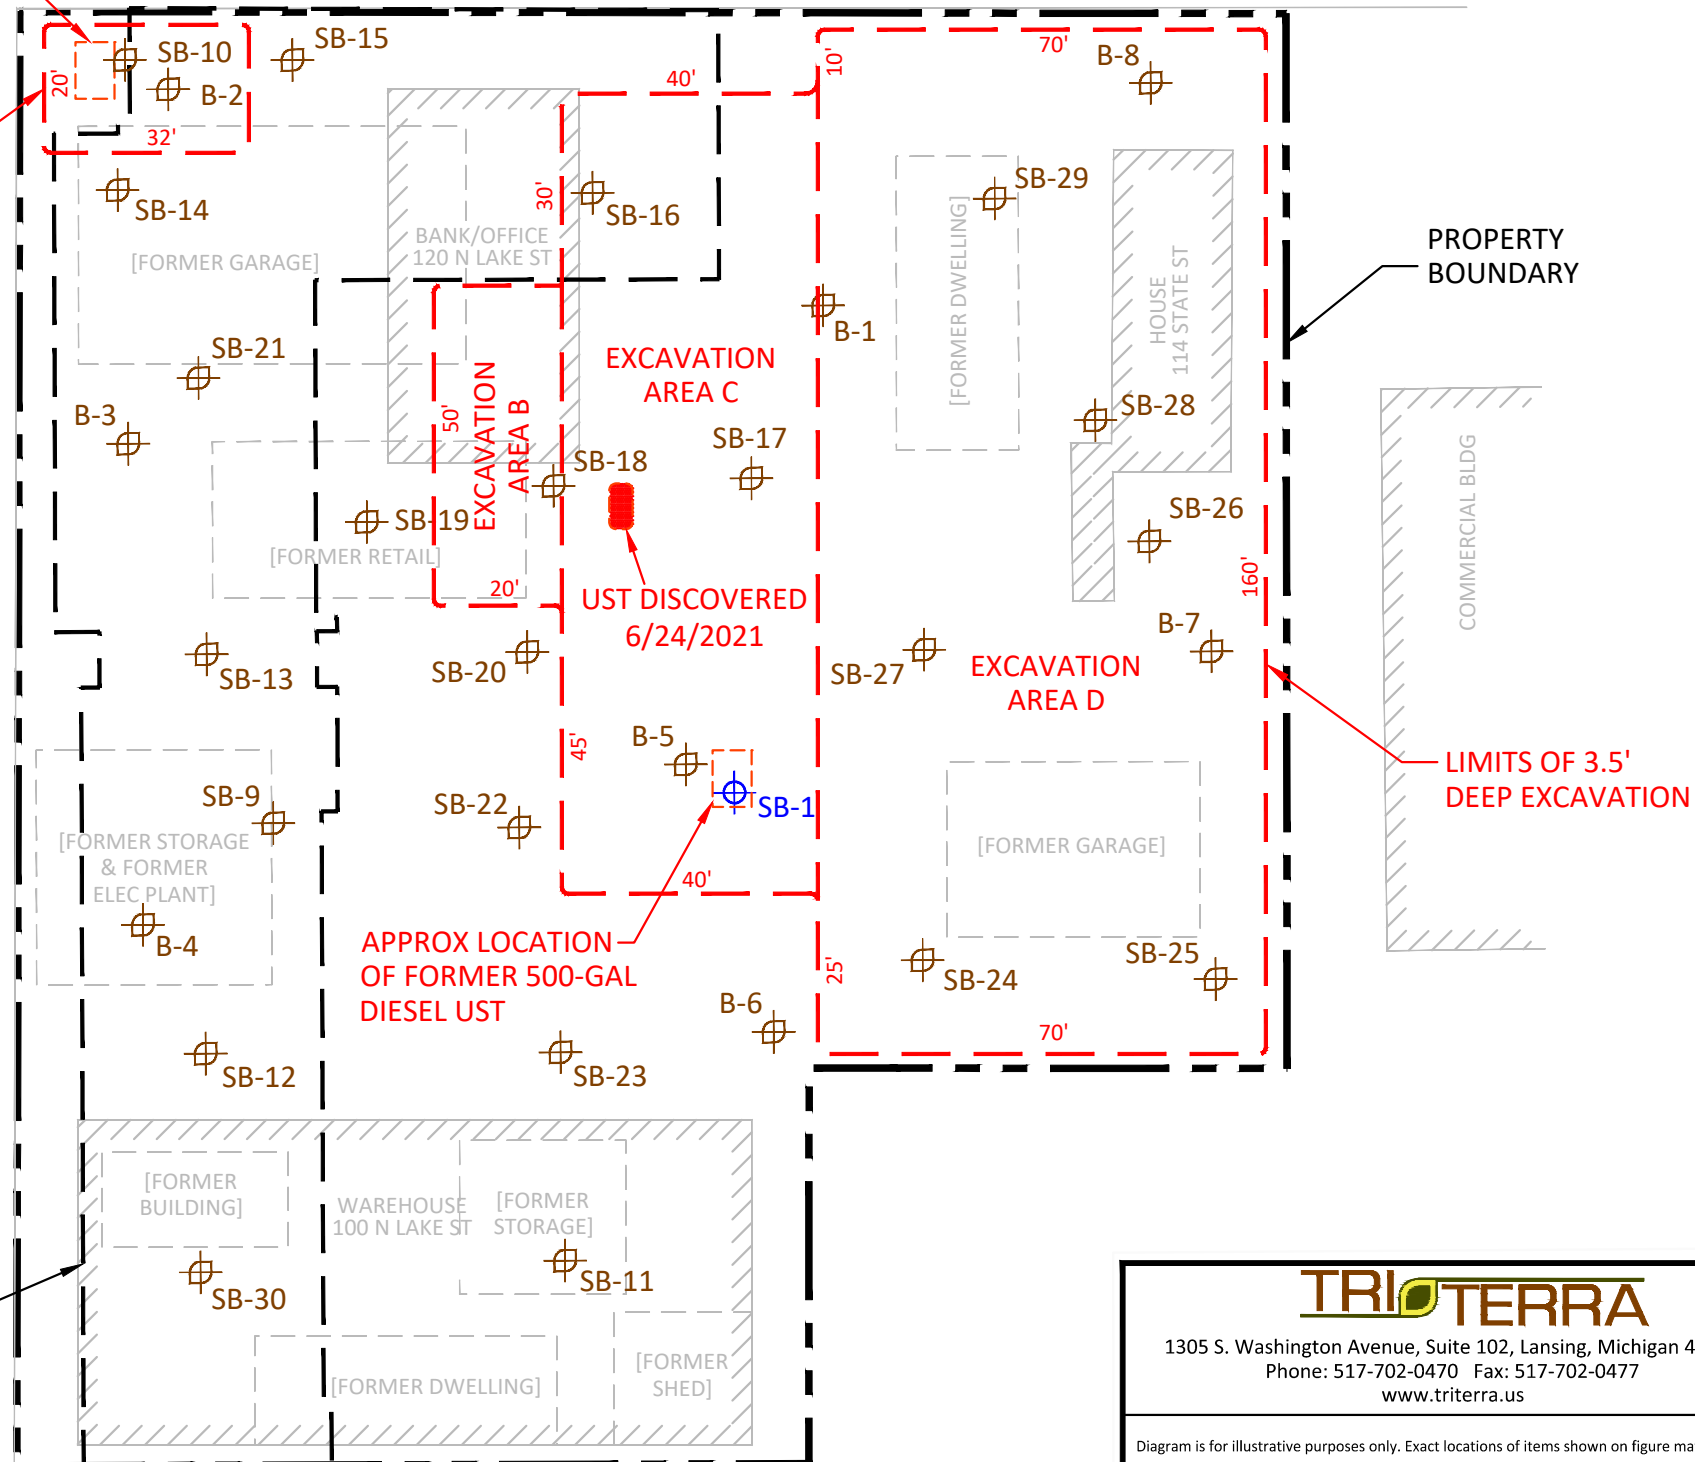 SB-10
SB-15
B-2
20'
32'
40'
10'
70'
B-8
SB-14
30'
SB-16
SB-29
BANK/OFFICE
120 N LAKE ST
[FORMER GARAGE]
[FORMER DWELLING]
HOUSE
114 STATE ST
PROPERTY
BOUNDARY
B-1
SB-21
EXCAVATION
AREA C
B-3
50'
EXCAVATION
AREA B
SB-28
SB-17
SB-18
COMMERCIAL BLDG
SB-19
SB-26
[FORMER RETAIL]
20'
UST DISCOVERED
6/24/2021
160'
B-7
SB-13
SB-20
SB-27
EXCAVATION
AREA D
45'
B-5
SB-1
LIMITS OF 3.5'
DEEP EXCAVATION
SB-9
SB-22
[FORMER STORAGE
& FORMER
ELEC PLANT]
[FORMER GARAGE]
40'
B-4
APPROX LOCATION
OF FORMER 500-GAL
DIESEL UST
25'
SB-24
SB-25
B-6
70'
SB-12
SB-23
[FORMER
BUILDING]
WAREHOUSE
100 N LAKE ST
[FORMER
STORAGE]
SB-30
SB-11
[FORMER DWELLING]
[FORMER
SHED]
TRITERRA
1305 S. Washington Avenue, Suite 102, Lansing, Michigan 4
Phone: 517-702-0470 Fax: 517-702-0477
www.triterra.us
Diagram is for illustrative purposes only. Exact locations of items shown on figure ma